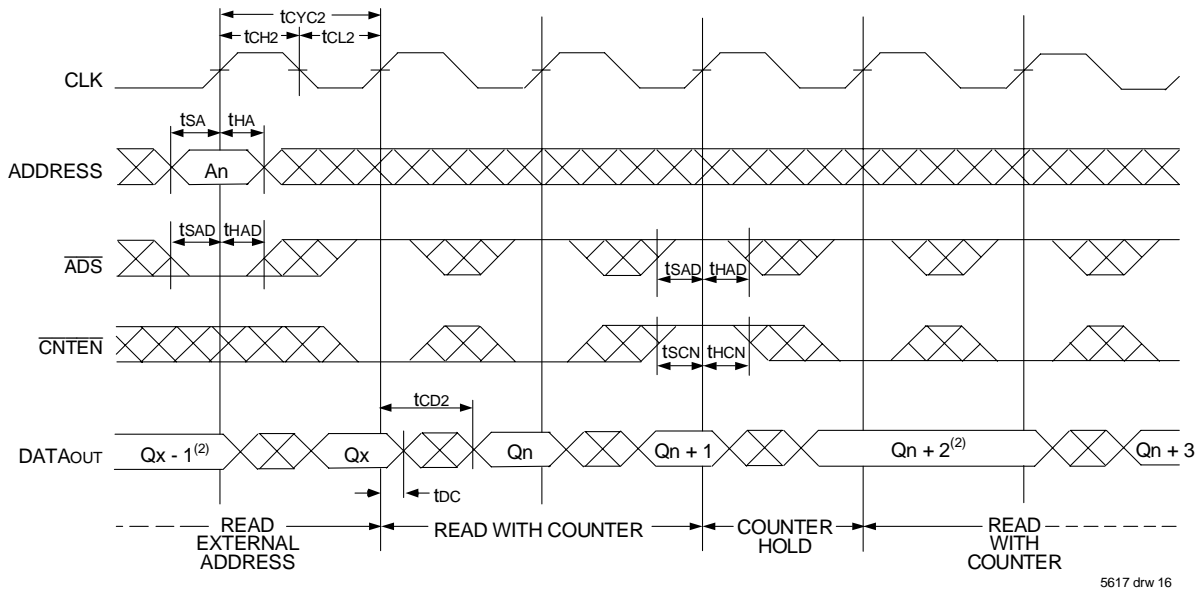 tCYC2
tCH2 tCL2
CLK
tSA tHA
ADDRESS An
tSAD tHAD
ADS
tSAD tHAD
CNTEN
tSCN tHCN
tCD2
DATAOUT Qx - 1(2) Qx Qn Qn + 1 Qn + 2(2) Qn + 3
tDC
READ EXTERNAL ADDRESS
READ WITH COUNTER
COUNTER HOLD
READ WITH COUNTER
5617 drw 16